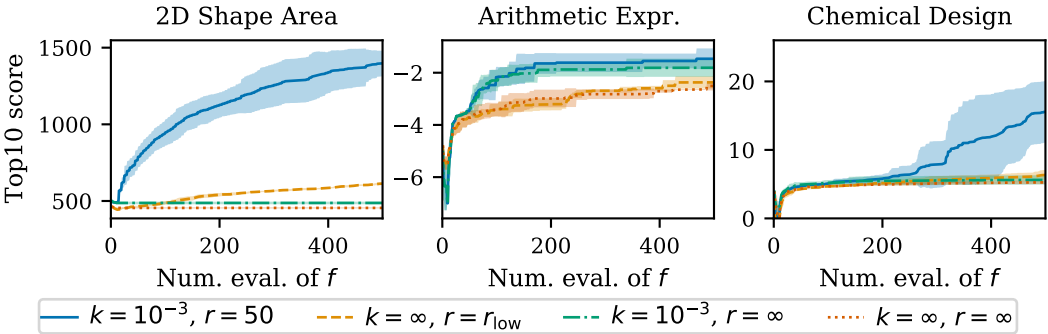 2D Shape Area
Arithmetic Expr.
Chemical Design
Top10 score
1500
1000
500
0
200
400
Num. eval. of f
−2
−4
−6
0
200
400
Num. eval. of f
20
10
0
0
200
400
Num. eval. of f
k = 10⁻³, r = 50
k = ∞, r = r_low
k = 10⁻³, r = ∞
k = ∞, r = ∞